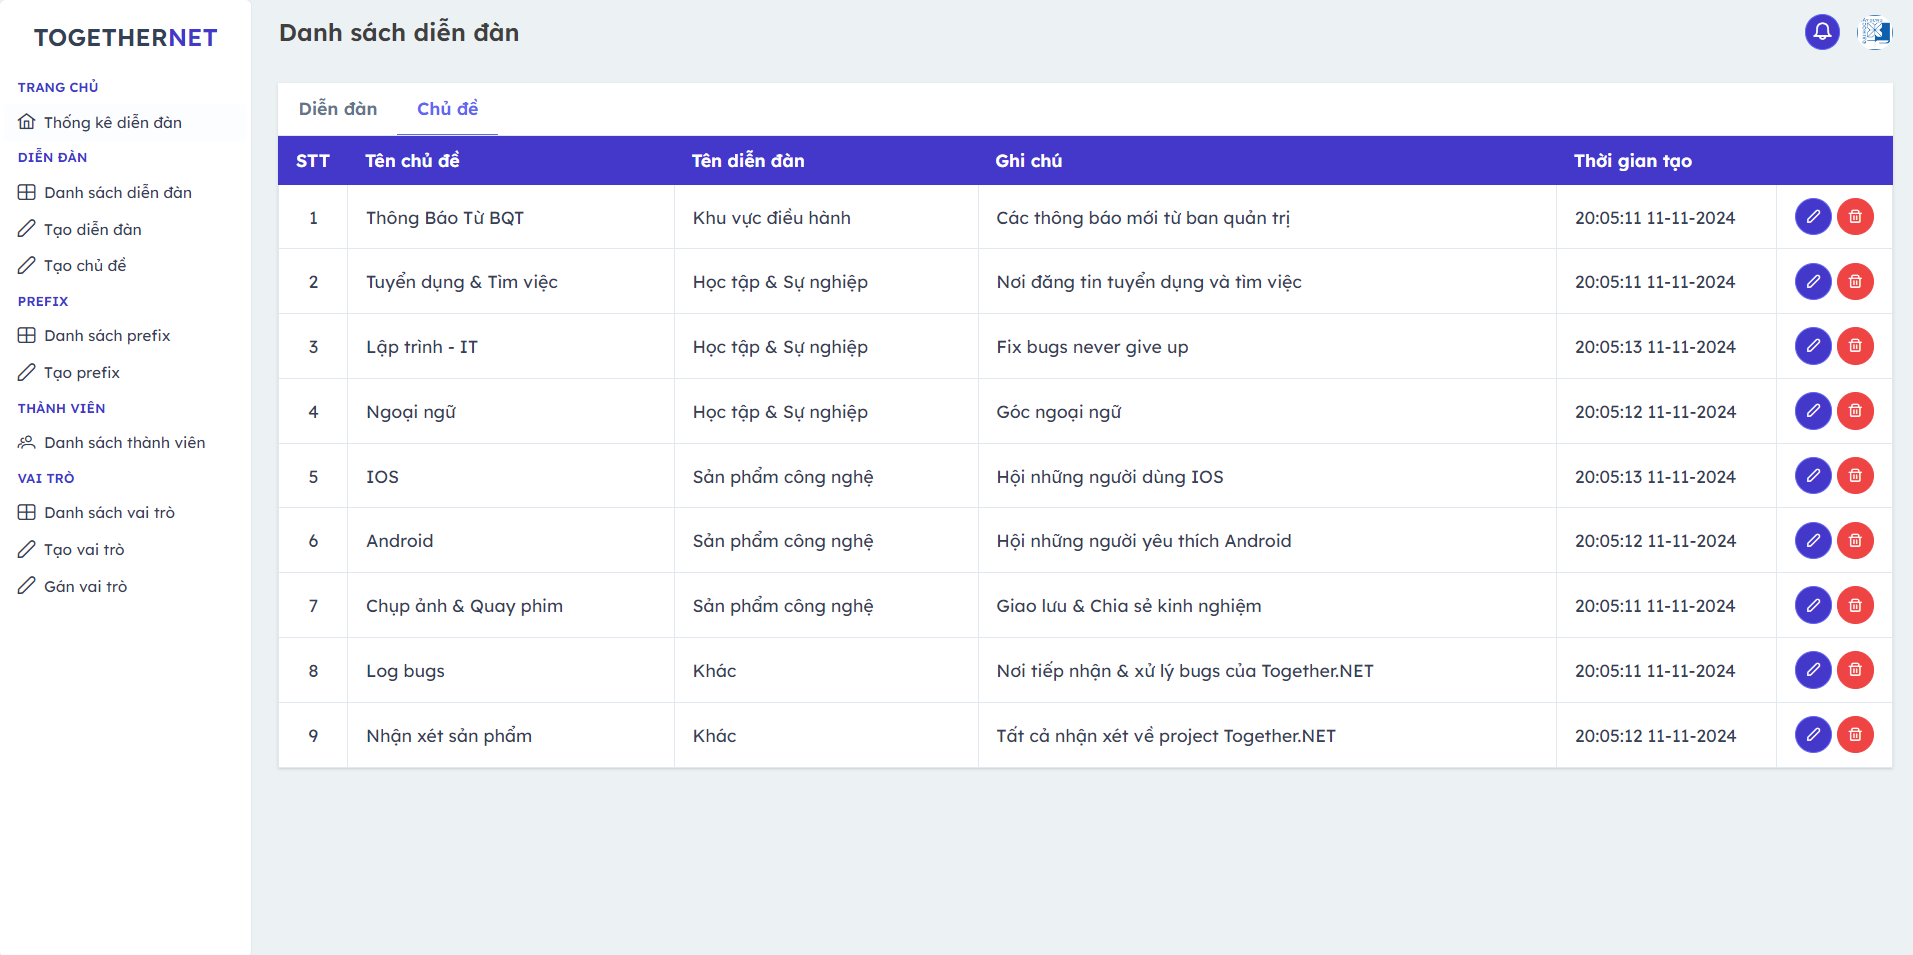 TOGETHERNET
TRANG CHỦ
Thống kê diễn đàn
DIỄN ĐÀN
Danh sách diễn đàn
Tạo diễn đàn
Tạo chủ đề
PREFIX
Danh sách prefix
Tạo prefix
THÀNH VIÊN
Danh sách thành viên
VAI TRÒ
Danh sách vai trò
Tạo vai trò
Gán vai trò
Danh sách diễn đàn
Diễn đàn Chủ đề
STT Tên chủ đề Tên diễn đàn Ghi chú Thời gian tạo
1 Thông Báo Từ BQT Khu vực điều hành Các thông báo mới từ ban quản trị 20:05:11 11-11-2024
2 Tuyển dụng & Tìm việc Học tập & Sự nghiệp Nơi đăng tin tuyển dụng và tìm việc 20:05:11 11-11-2024
3 Lập trình - IT Học tập & Sự nghiệp Fix bugs never give up 20:05:13 11-11-2024
4 Ngoại ngữ Học tập & Sự nghiệp Góc ngoại ngữ 20:05:12 11-11-2024
5 IOS Sản phẩm công nghệ Hội những người dùng IOS 20:05:13 11-11-2024
6 Android Sản phẩm công nghệ Hội những người yêu thích Android 20:05:12 11-11-2024
7 Chụp ảnh & Quay phim Sản phẩm công nghệ Giao lưu & Chia sẻ kinh nghiệm 20:05:11 11-11-2024
8 Log bugs Khác Nơi tiếp nhận & xử lý bugs của Together.NET 20:05:11 11-11-2024
9 Nhận xét sản phẩm Khác Tất cả nhận xét về project Together.NET 20:05:12 11-11-2024